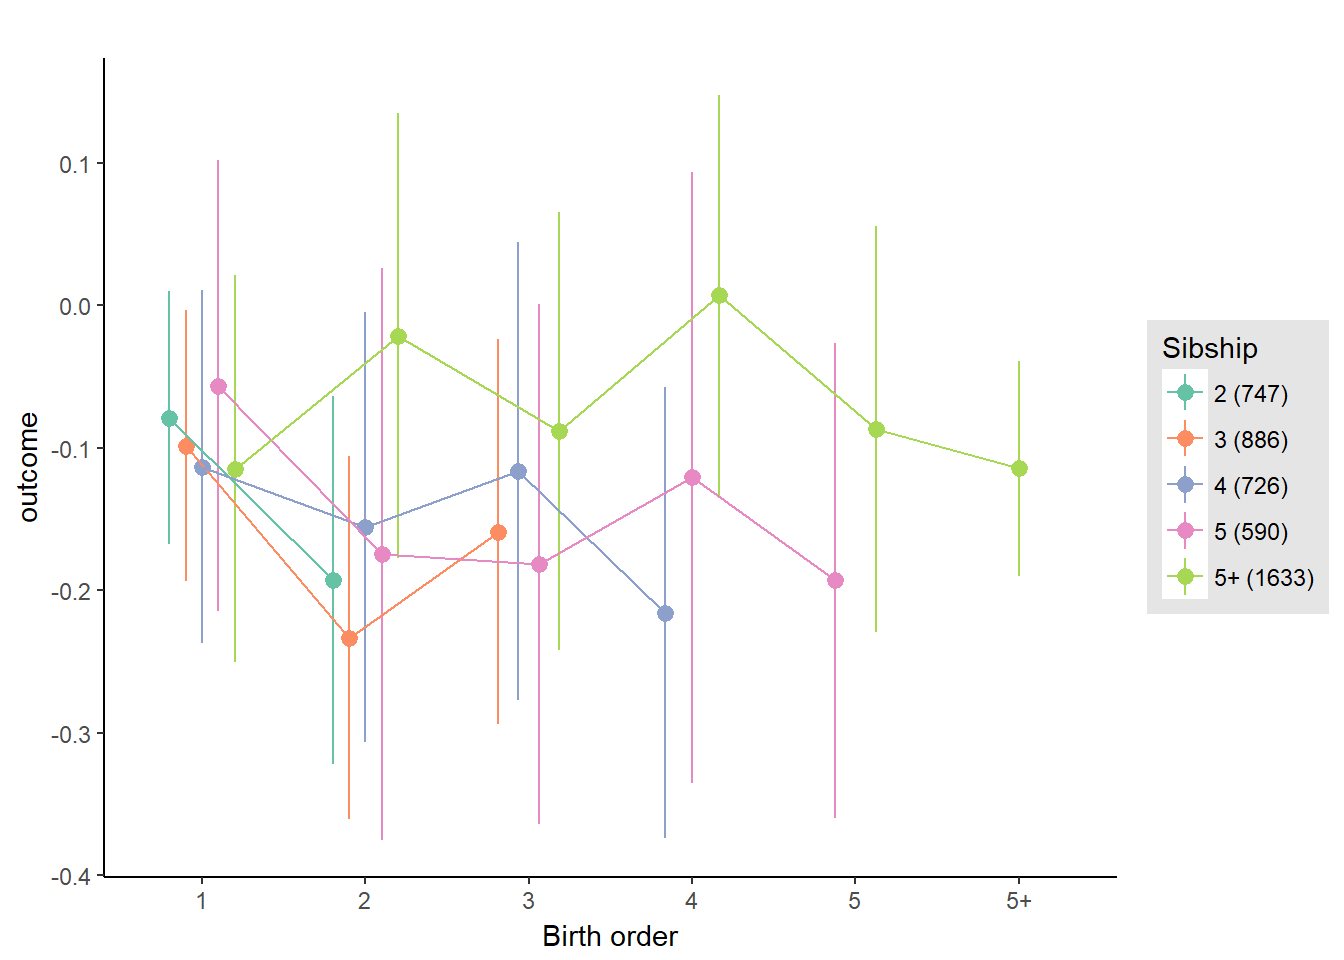 outcome
0.1
0.0
-0.1
-0.2
-0.3
-0.4
1 2 3 4 5 5+
Birth order
Sibship
2 (747)
3 (886)
4 (726)
5 (590)
5+ (1633)